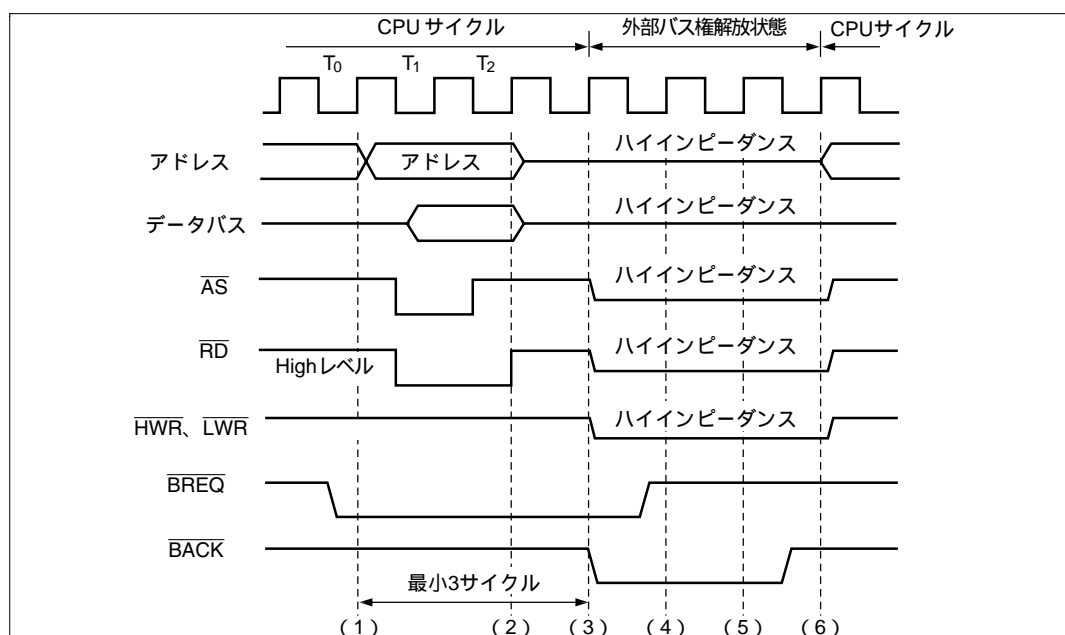 CPU サイクル
外部バス権解放状態
CPUサイクル
T0
T1
T2
アドレス
アドレス
ハイインピーダンス
データバス
ハイインピーダンス
AS
ハイインピーダンス
RD
Highレベル
ハイインピーダンス
HWR、LWR
ハイインピーダンス
BREQ
BACK
最小3サイクル
(1) (2) (3) (4) (5) (6)